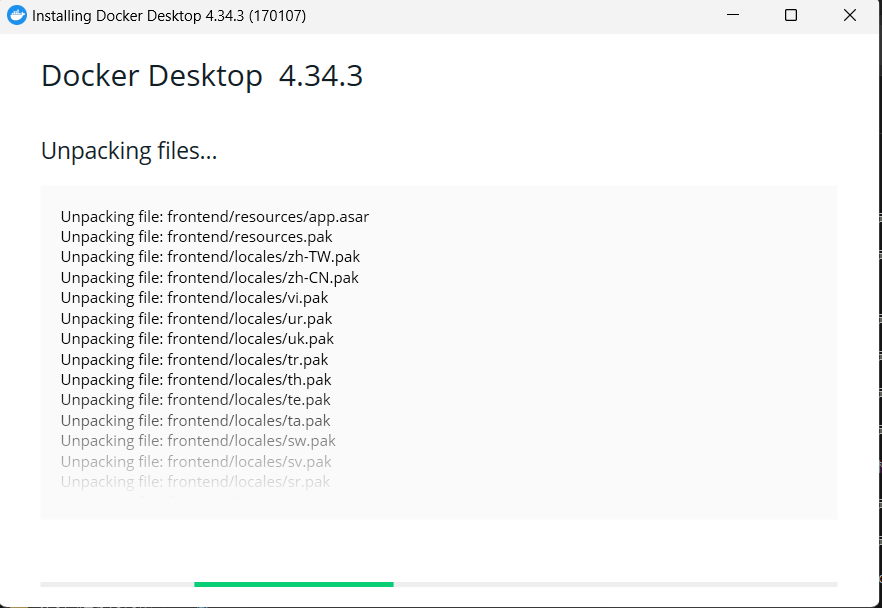 Installing Docker Desktop 4.34.3 (170107)
Docker Desktop 4.34.3
Unpacking files...
Unpacking file: frontend/resources/app.asar
Unpacking file: frontend/resources.pak
Unpacking file: frontend/locales/zh-TW.pak
Unpacking file: frontend/locales/zh-CN.pak
Unpacking file: frontend/locales/vi.pak
Unpacking file: frontend/locales/ur.pak
Unpacking file: frontend/locales/uk.pak
Unpacking file: frontend/locales/tr.pak
Unpacking file: frontend/locales/th.pak
Unpacking file: frontend/locales/te.pak
Unpacking file: frontend/locales/ta.pak
Unpacking file: frontend/locales/sw.pak
Unpacking file: frontend/locales/sv.pak
Unpacking file: frontend/locales/sr.pak